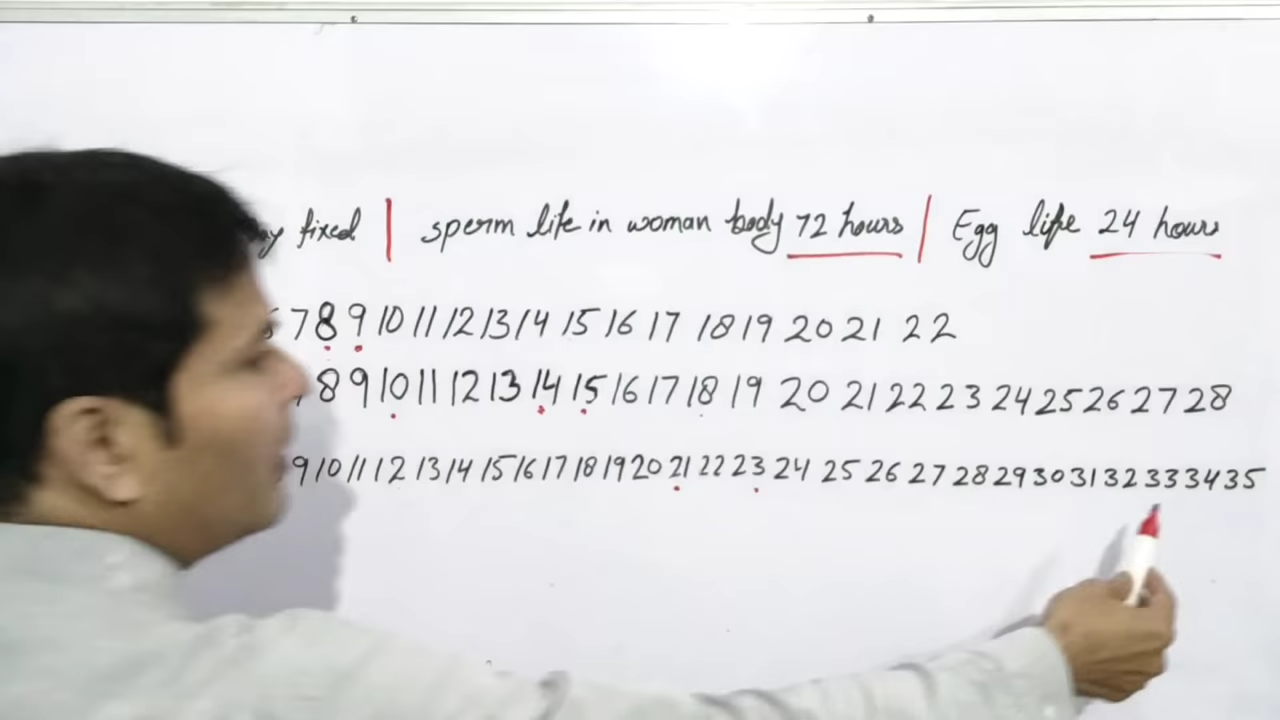 fixed | sperm life in woman body 72 hours | Egg life 24 hours
7 8 9 10 11 12 13 14 15 16 17 18 19 20 21 22
8 9 10 11 12 13 14 15 16 17 18 19 20 21 22 23 24 25 26 27 28
9 10 11 12 13 14 15 16 17 18 19 20 21 22 23 24 25 26 27 28 29 30 31 32 33 34 35